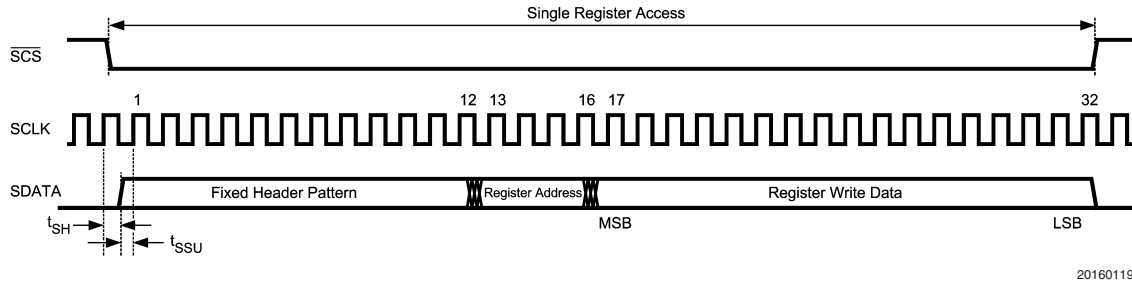 Single Register Access
SCS
1 12 13 16 17 32
SCLK
SDATA Fixed Header Pattern Register Address Register Write Data
tSH MSB LSB
tSSU
20160119